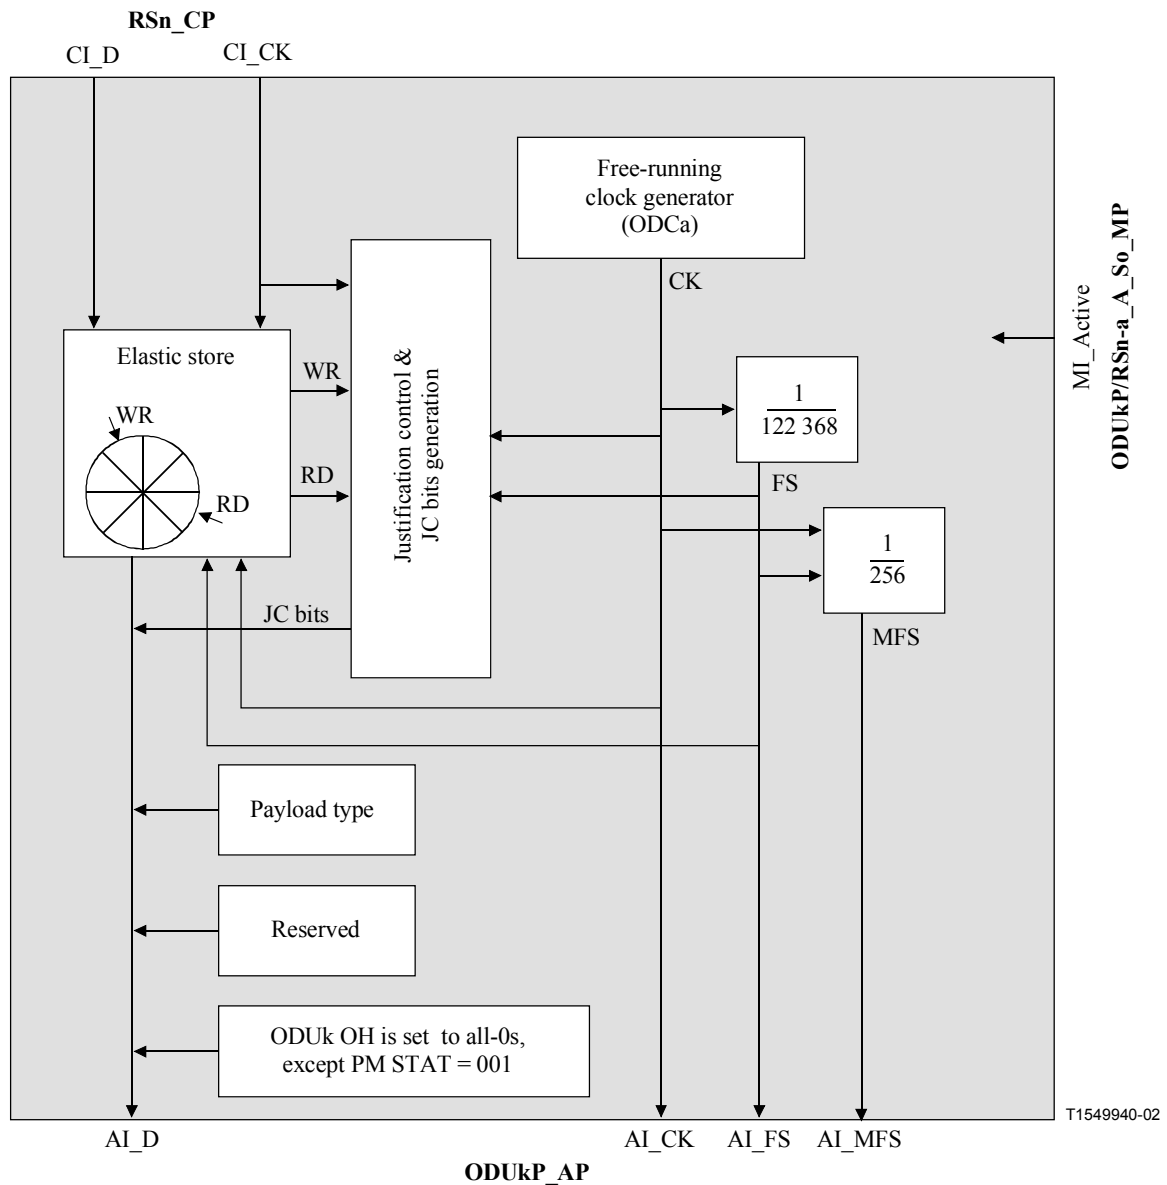 RSn_CP
CI_D
CI_CK
Free-running
clock generator
(ODCa)
CK
Elastic store
WR
WR
RD
RD
Justification control &
JC bits generation
1
122 368
FS
1
256
MFS
JC bits
Payload type
Reserved
ODUk OH is set to all-0s,
except PM STAT = 001
MI_Active
ODUkP/RSn-a_A_So_MP
T1549940-02
AI_D
AI_CK
AI_FS
AI_MFS
ODUkP_AP